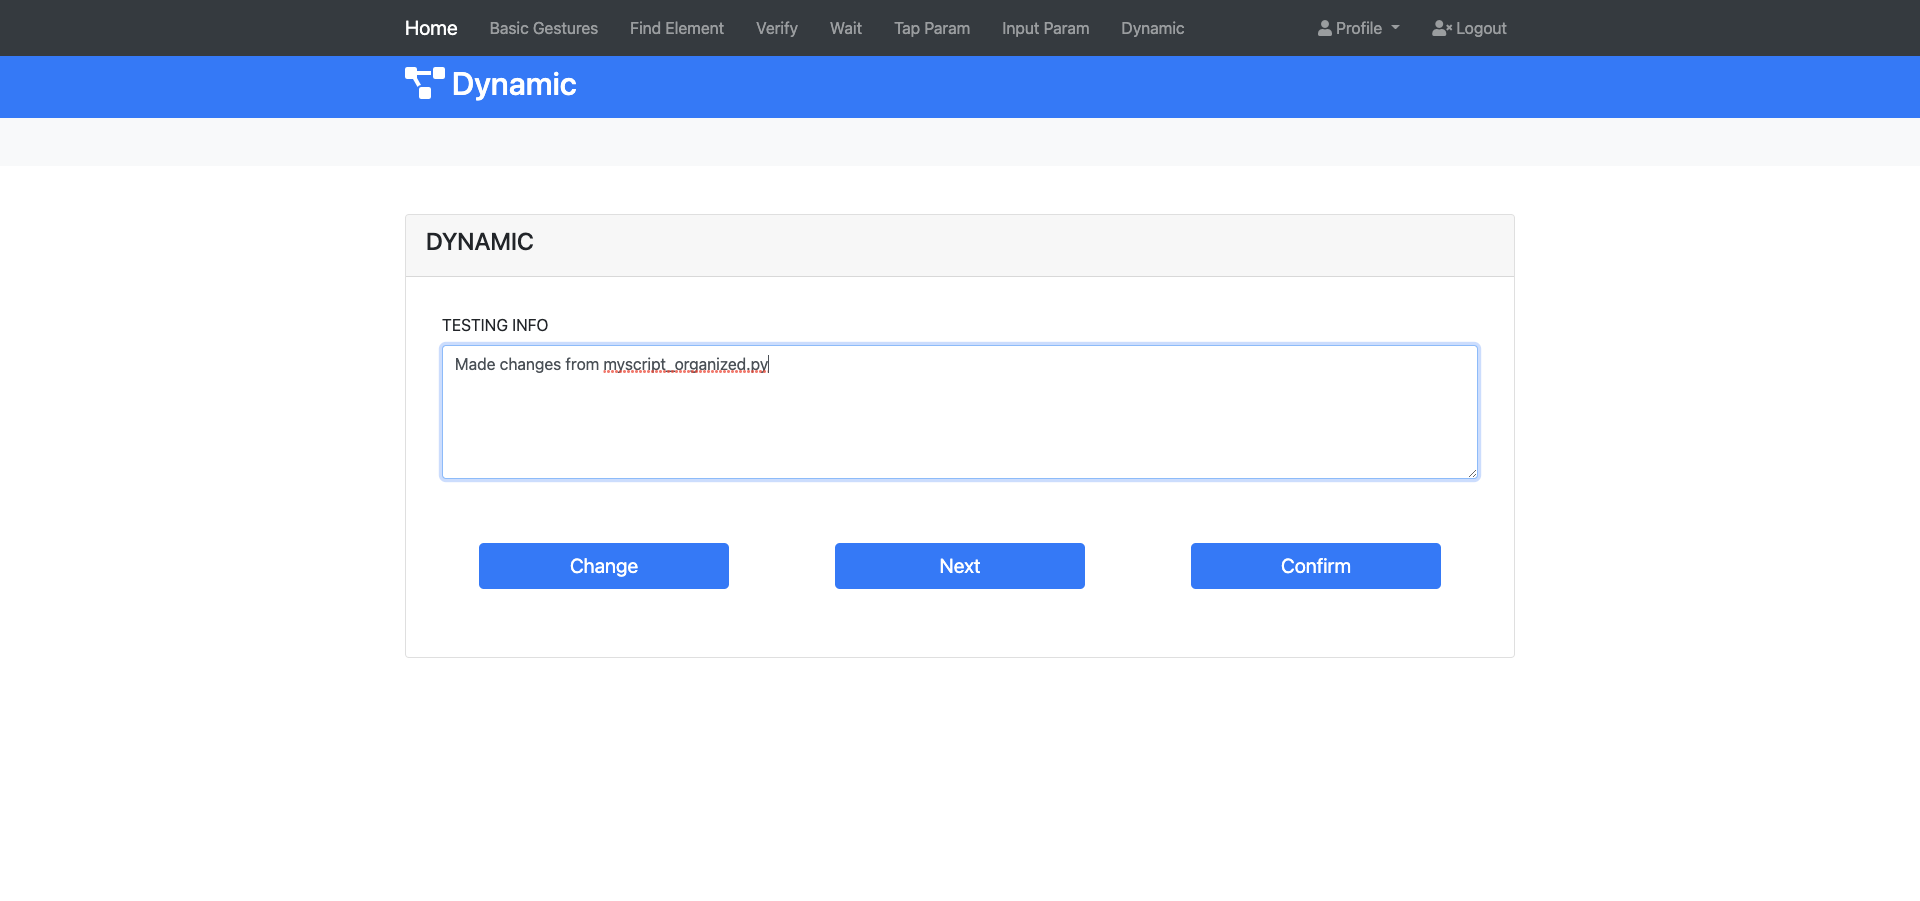 Home Basic Gestures Find Element Verify Wait Tap Param Input Param Dynamic Profile Logout
Dynamic
DYNAMIC
TESTING INFO
Made changes from myscript_organized.py
Change Next Confirm